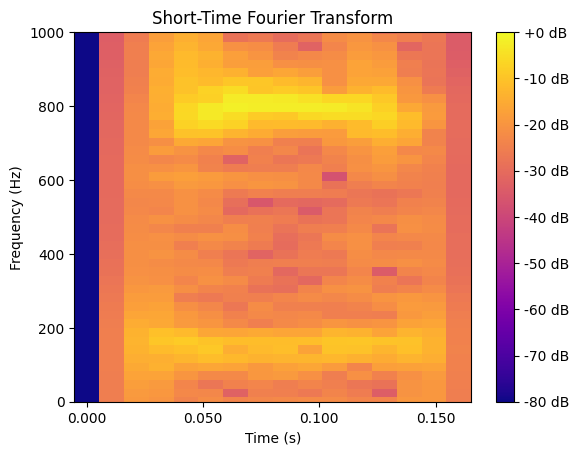 Short-Time Fourier Transform
1000
800
600
400
200
0
Frequency (Hz)
0.000
0.050
0.100
0.150
Time (s)
+0 dB
-10 dB
-20 dB
-30 dB
-40 dB
-50 dB
-60 dB
-70 dB
-80 dB